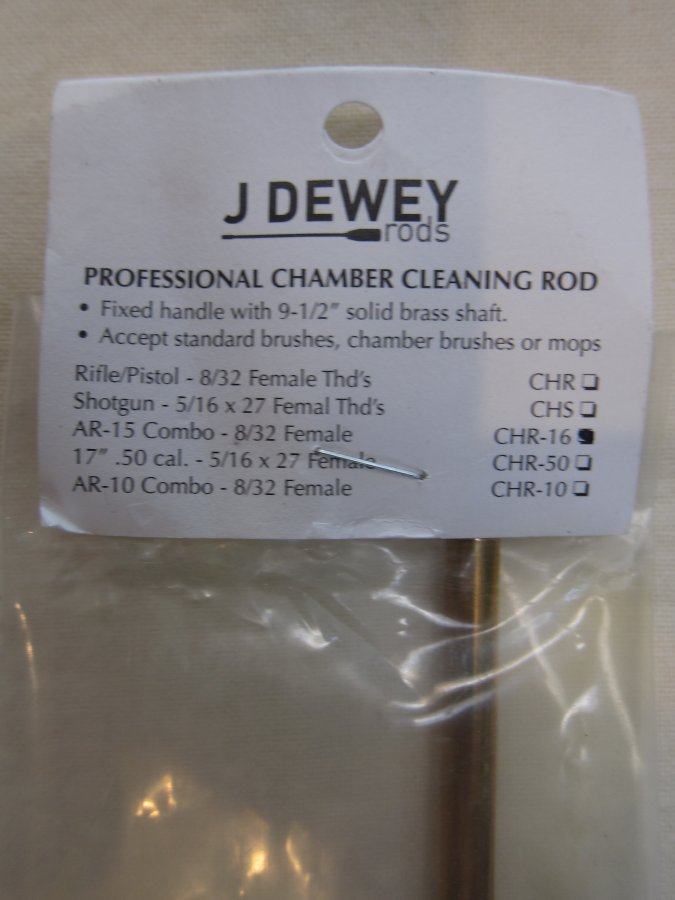 J DEWEY
rods
PROFESSIONAL CHAMBER CLEANING ROD
• Fixed handle with 9-1/2" solid brass shaft.
• Accept standard brushes, chamber brushes or mops
Rifle/Pistol - 8/32 Female Thd's CHR ❑
Shotgun - 5/16 x 27 Femal Thd's CHS ❑
AR-15 Combo - 8/32 Female CHR-16 ■
17" .50 cal. - 5/16 x 27 Female CHR-50 ❑
AR-10 Combo - 8/32 Female CHR-10 ❑